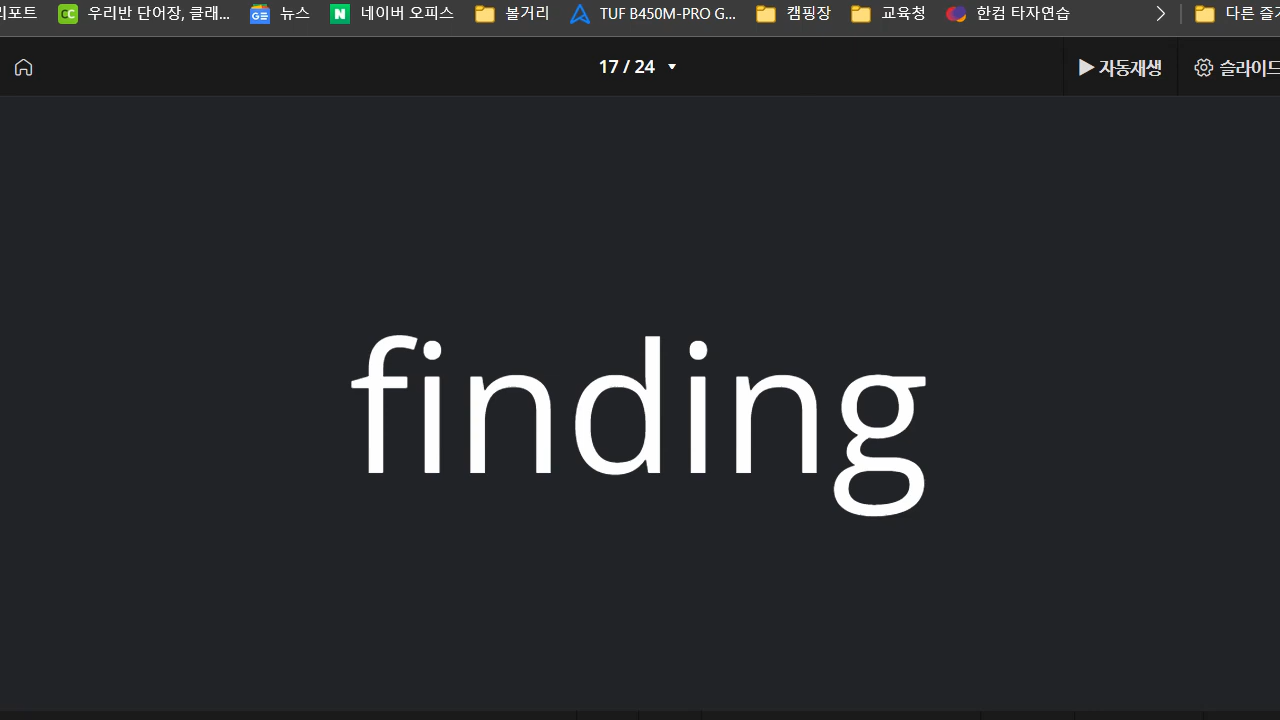 리포트 우리반 단어장, 클래... 뉴스 네이버 오피스 볼거리 TUF B450M-PRO G... 캠핑장 교육청 한컴 타자연습 다른 즐겨
17 / 24 자동재생 슬라이드
finding